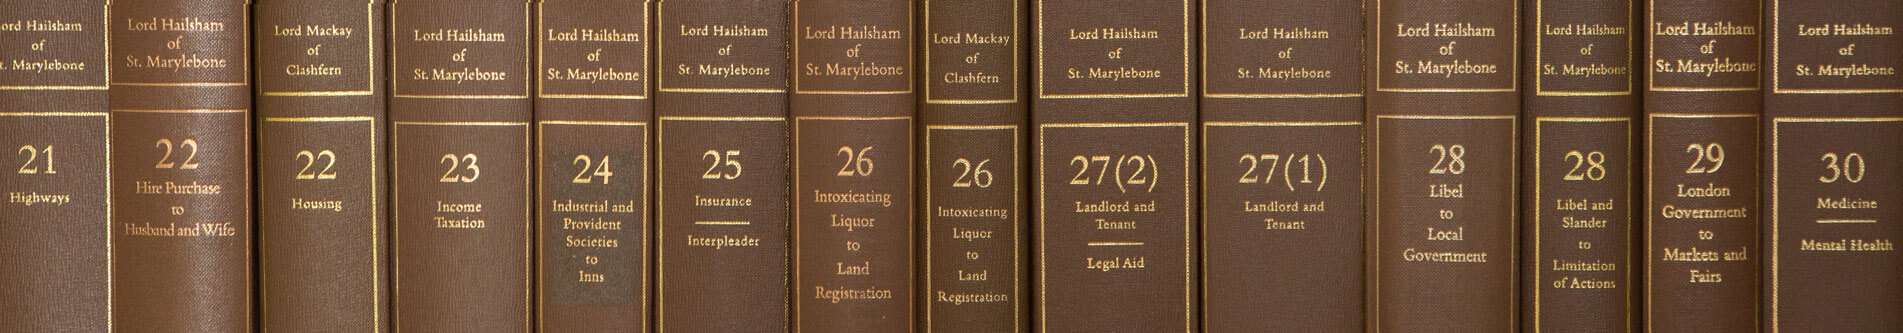 ord Hailsham
of
t. Marylebone
21
Highways
Lord Hailsham
of
St. Marylebone
22
Hire Purchase
to
Husband and Wife
Lord Mackay
of
Clashfern
22
Housing
Lord Hailsham
of
St. Marylebone
23
Income
Taxation
Lord Hailsham
of
St. Marylebone
24
Industrial and
Provident
Societies
to
Inns
Lord Hailsham
of
St. Marylebone
25
Insurance
Interpleader
Lord Hailsham
of
St. Marylebone
26
Intoxicating
Liquor
to
Land
Registration
Lord Mackay
of
Clashfern
26
Intoxicating
Liquor
to
Land
Registration
Lord Hailsham
of
St. Marylebone
27(2)
Landlord and
Tenant
Legal Aid
Lord Hailsham
of
St. Marylebone
27(1)
Landlord and
Tenant
Lord Hailsham
of
St. Marylebone
28
Libel
to
Local
Government
Lord Hailsham
of
St. Marylebone
28
Libel and
Slander
to
Limitation
of Actions
Lord Hailsham
of
St. Marylebone
29
London
Government
to
Markets and
Fairs
Lord Hailsham
of
St. Marylebone
30
Medicine
Mental Health